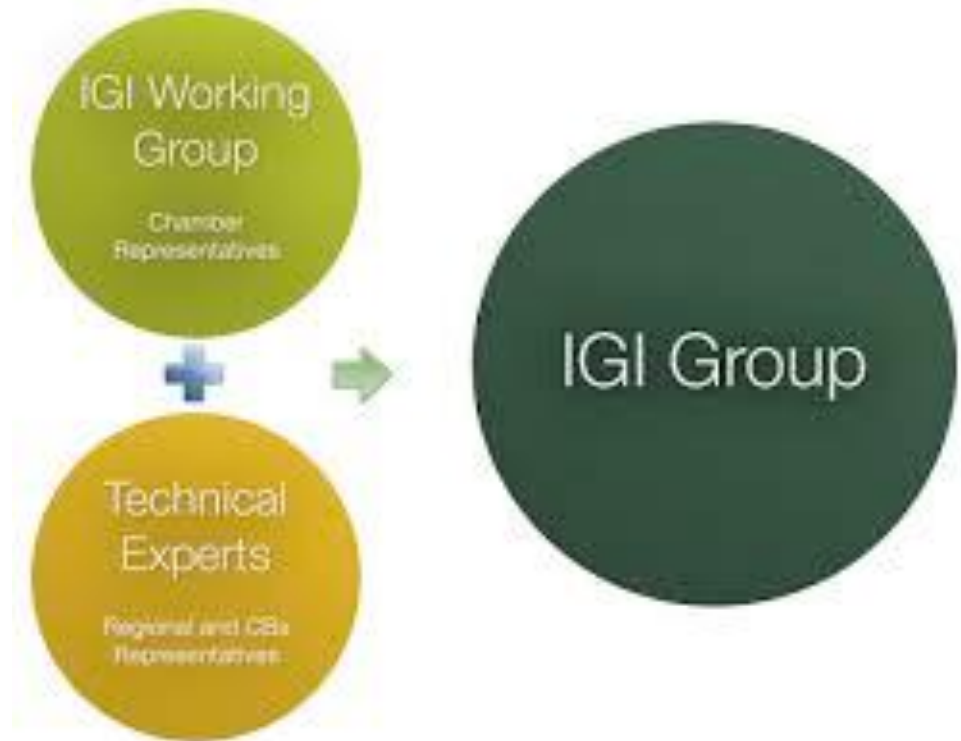 IGI Working
Group
Chamber
Representatives
Technical
Experts
Regional and CBs
Representatives
IGI Group